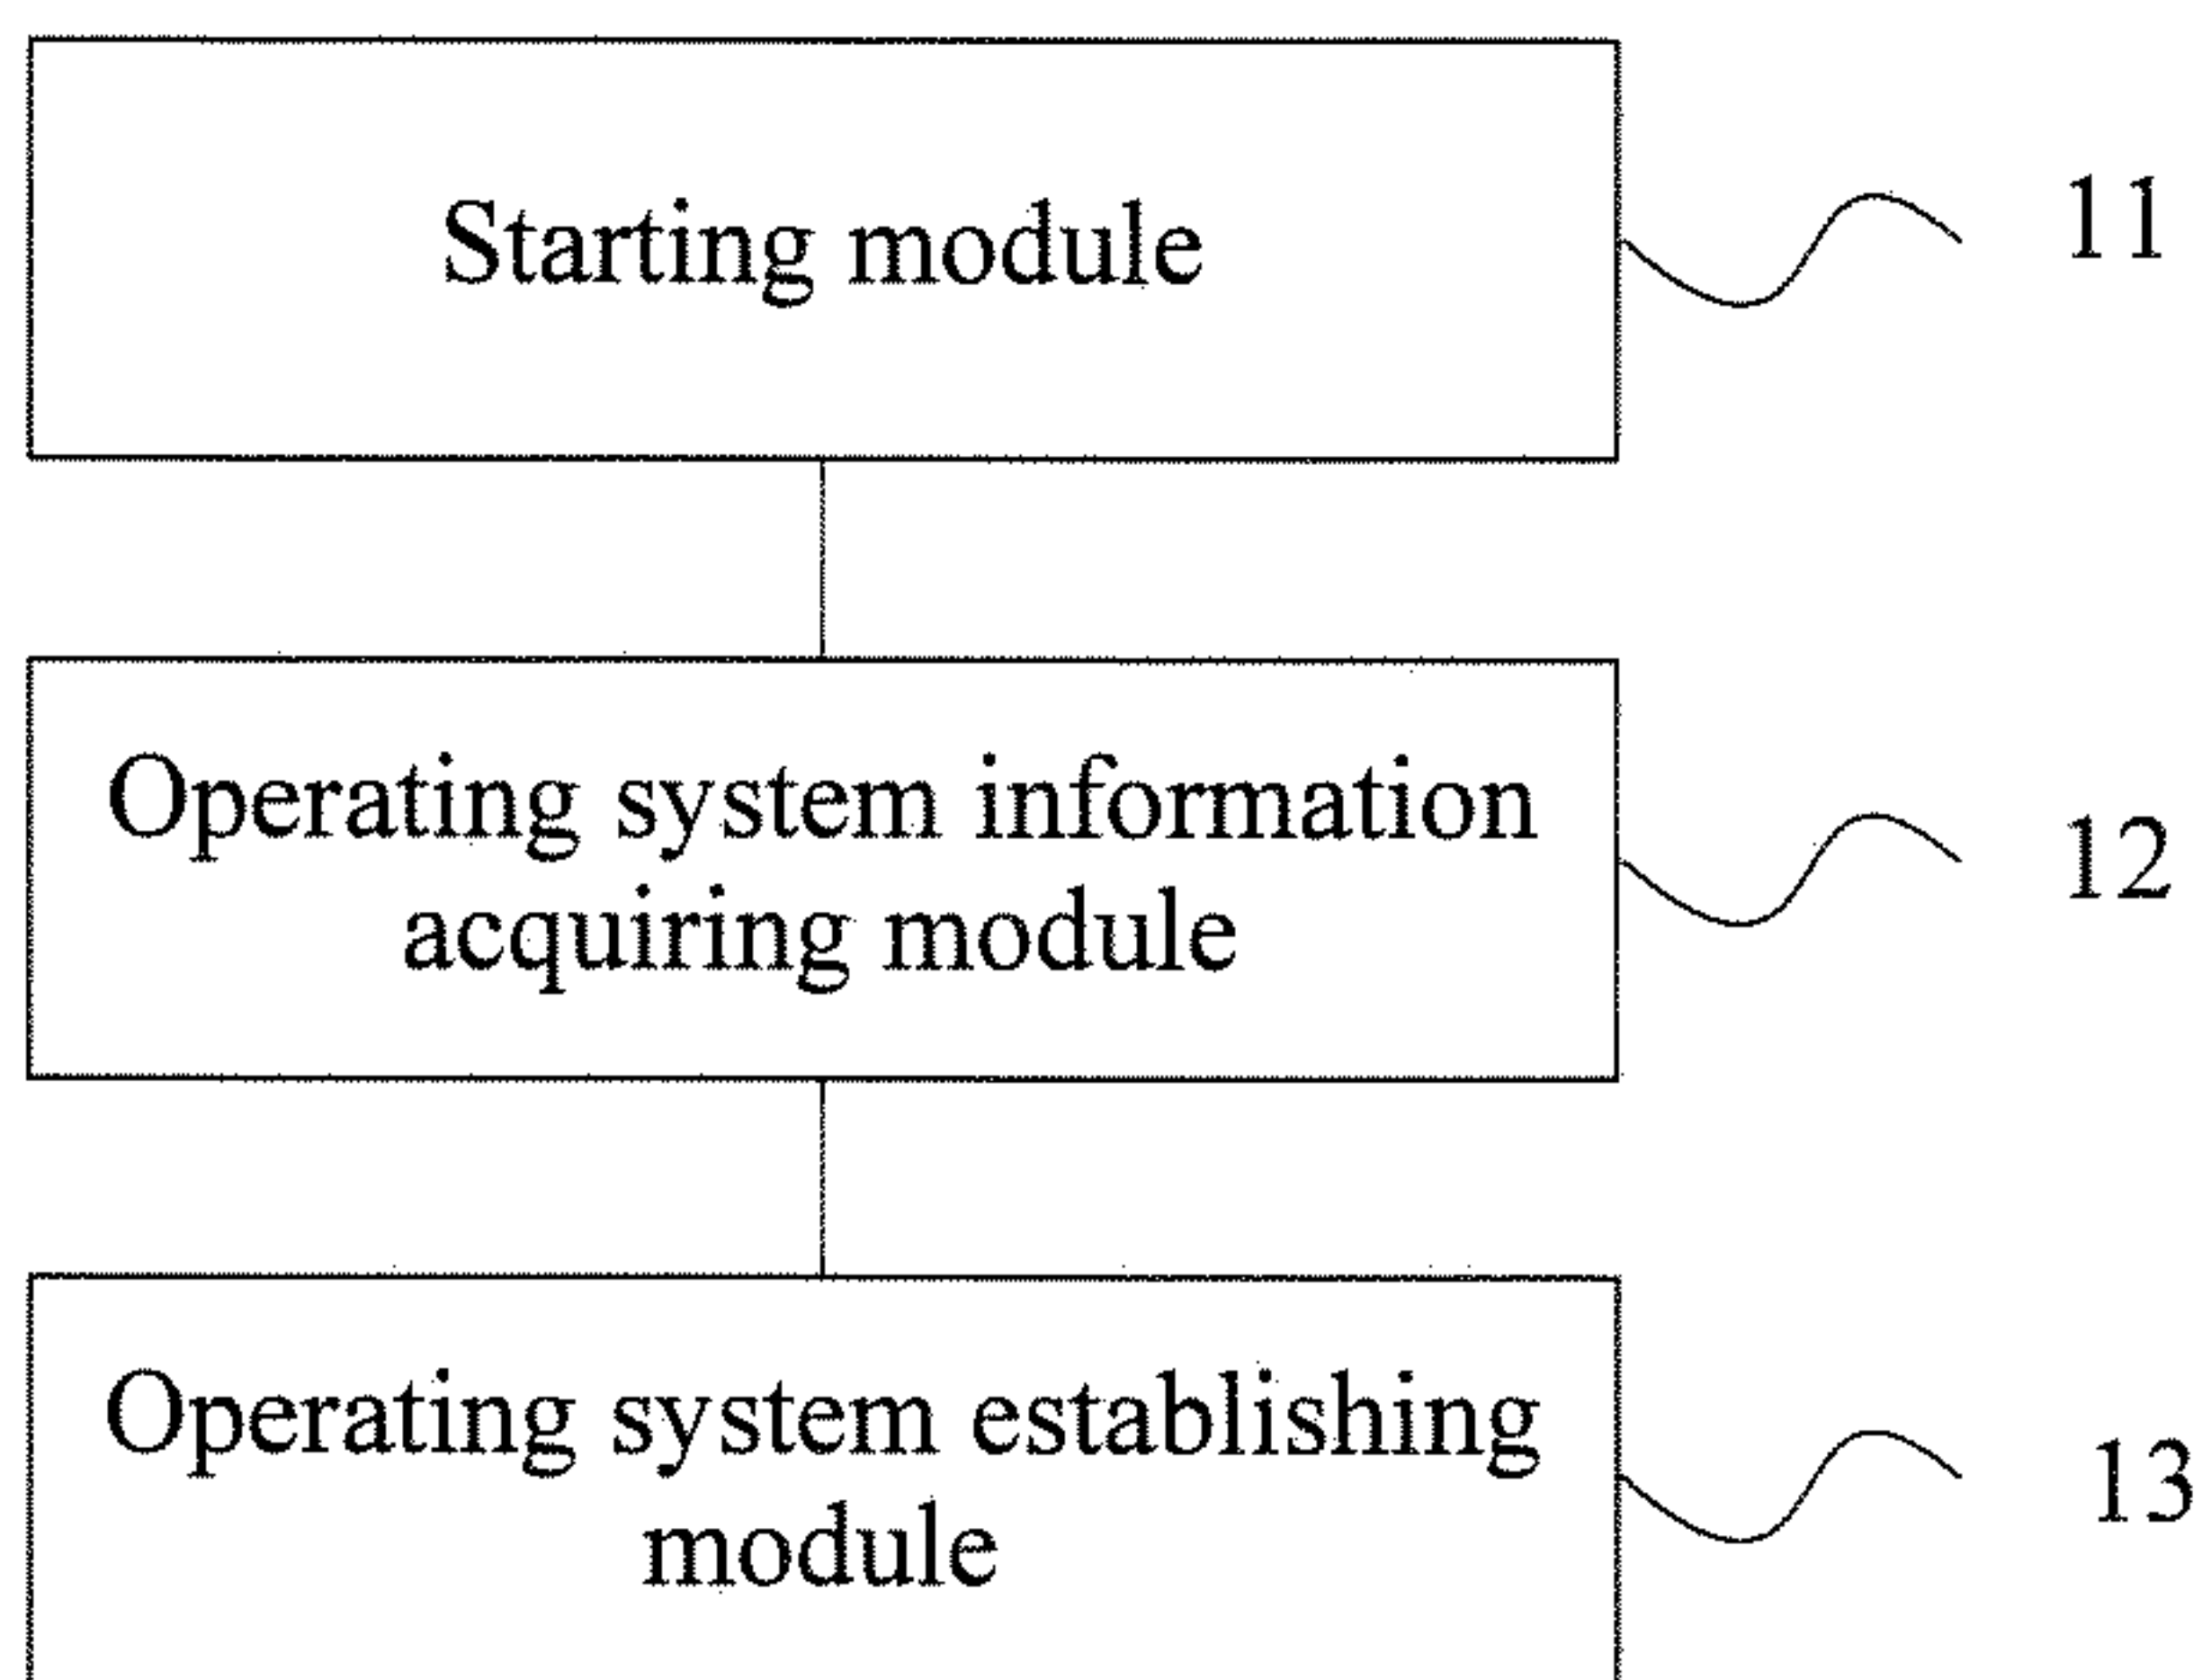 Starting module
11
Operating system information
acquiring module
12
Operating system establishing
module
13